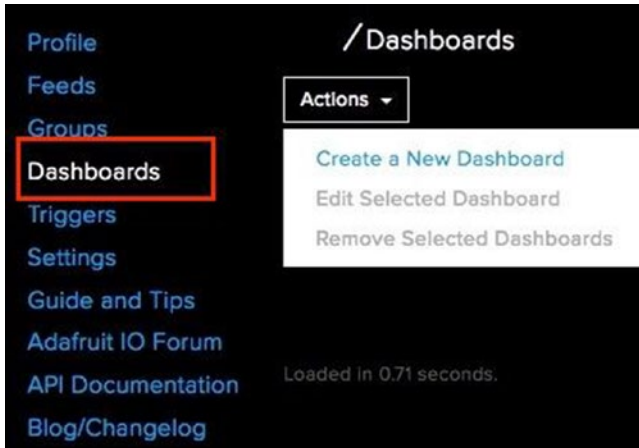 Profile
Feeds
Groups
Dashboards
Triggers
Settings
Guide and Tips
Adafruit IO Forum
API Documentation
Blog/Changelog
/Dashboards
Actions
Create a New Dashboard
Edit Selected Dashboard
Remove Selected Dashboards
Loaded in 0.71 seconds.